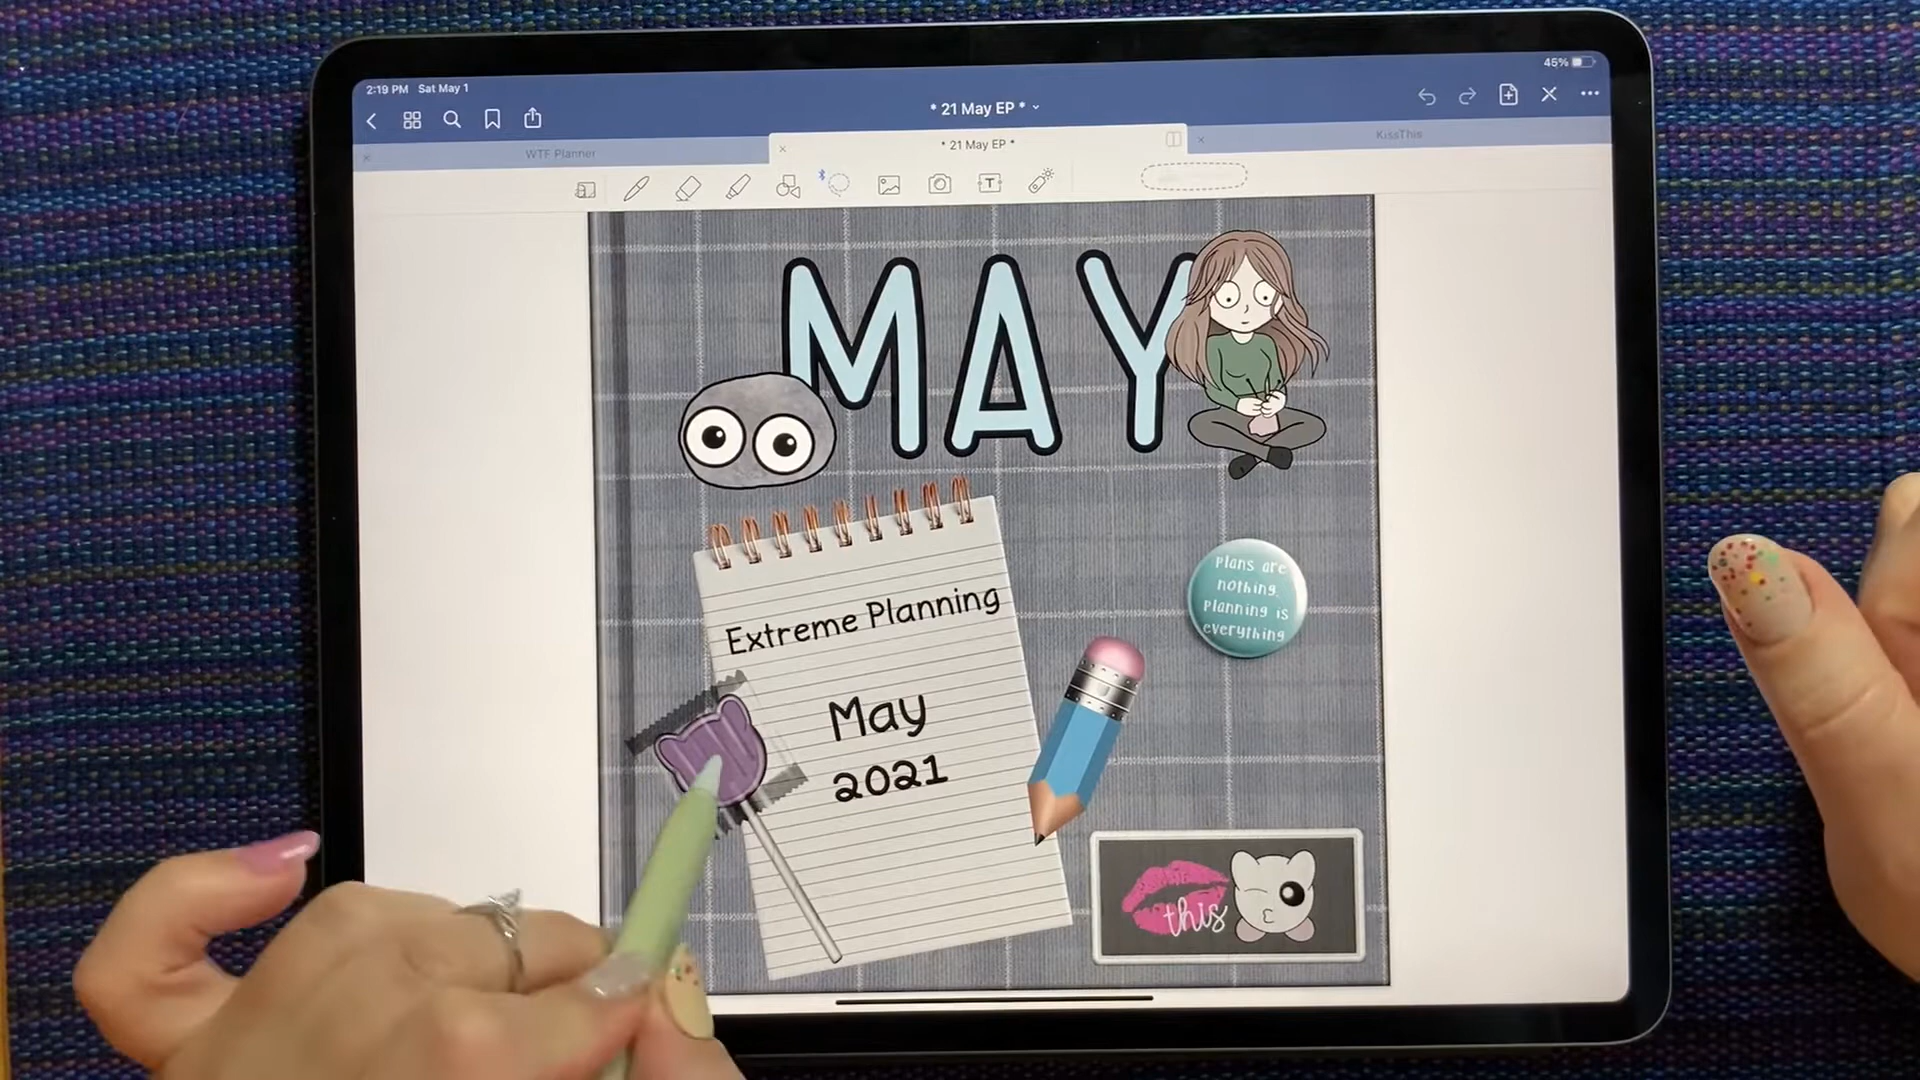 2:19 PM Sat May 1
45%
* 21 May EP *
WTF Planner
* 21 May EP *
KissThis
T
MAY
Plans are
nothing.
Planning is
everything
Extreme Planning
May
2021
this